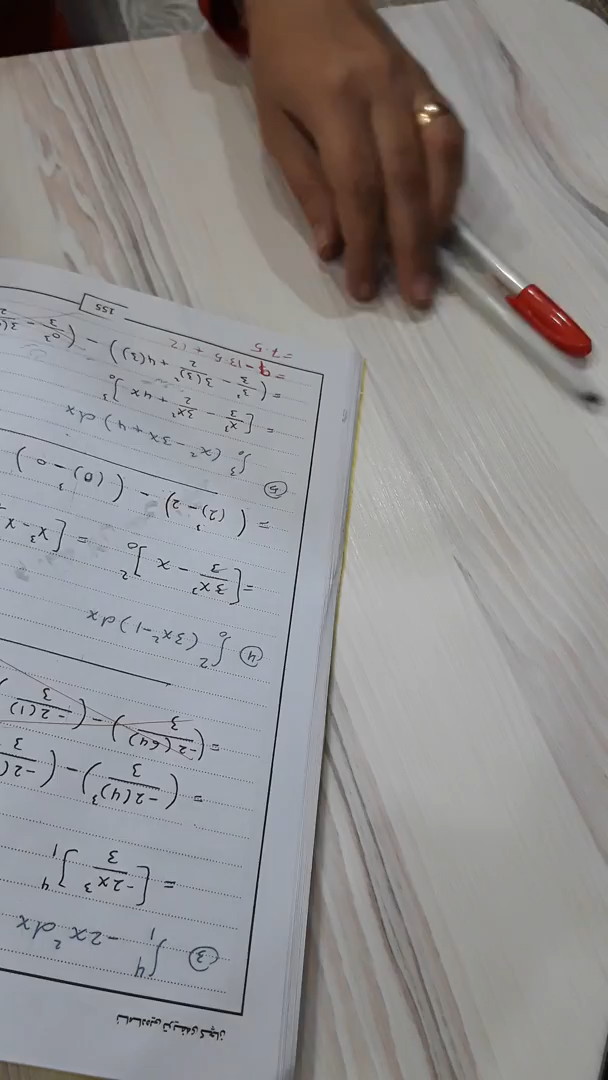 ③ ∫₁⁴ -2x² dx
= [-2x³/3]₁⁴
= (-2(4)³/3) - (-2(
= (-2(64)/3) - (-2(1)/3)
④ ∫₀² (3x²-1) dx
= [3x³/3 - x]₀² = [x³-x
= ((2)³-2) - ((0)³-0)
⑤ ∫₀³ (x²-3x+4) dx
= [x³/3 - 3x²/2 + 4x]₀³
= (3³/3 - 3(3)²/2 + 4(3)) - (0³/3 - 3(
= 9-13.5+12
= 7.5
155